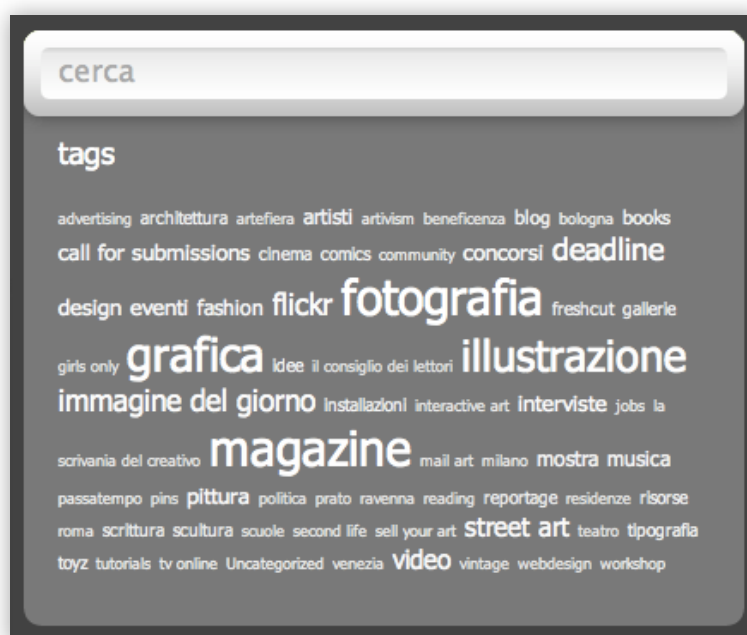 cerca
tags
advertising architettura artefiera artisti artivism beneficenza blog bologna books
call for submissions cinema comics community concorsi deadline
design eventi fashion flickr fotografia freshcut gallerie
girls only grafica idee il consiglio dei lettori illustrazione
immagine del giorno installazioni interactive art interviste jobs la
scrivania del creativo magazine mail art milano mostra musica
passatempo pins pittura politica prato ravenna reading reportage residenze risorse
roma scrittura scultura scuole second life sell your art street art teatro tipografia
toyz tutorials tv online Uncategorized venezia video vintage webdesign workshop